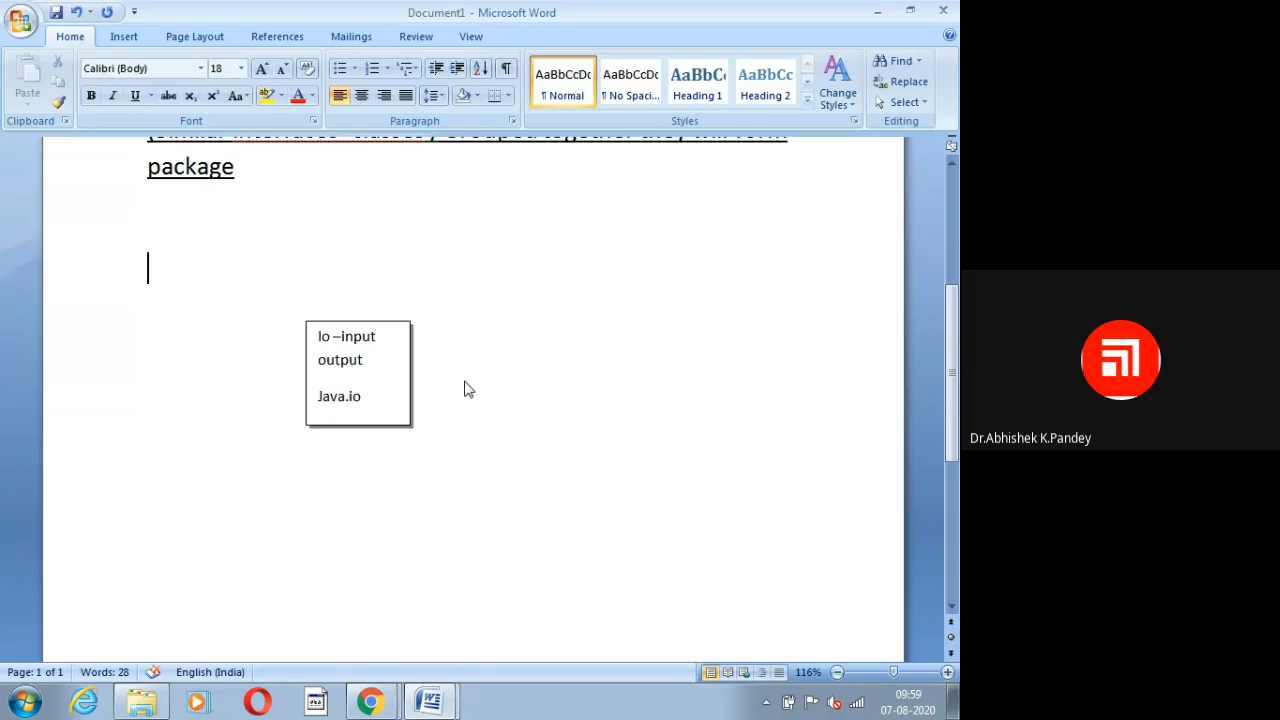 Document1 - Microsoft Word
Home Insert Page Layout References Mailings Review View
Paste
Calibri (Body) 18
AaBbCcDc AaBbCcDc AaBbC AaBbCc
¶ Normal ¶ No Spaci... Heading 1 Heading 2
Change
Styles
Find
Replace
Select
Clipboard Font Paragraph Styles Editing
package
Io –input
output
Java.io
Dr.Abhishek K.Pandey
Page: 1 of 1 Words: 28 English (India) 116%
09:59
07-08-2020